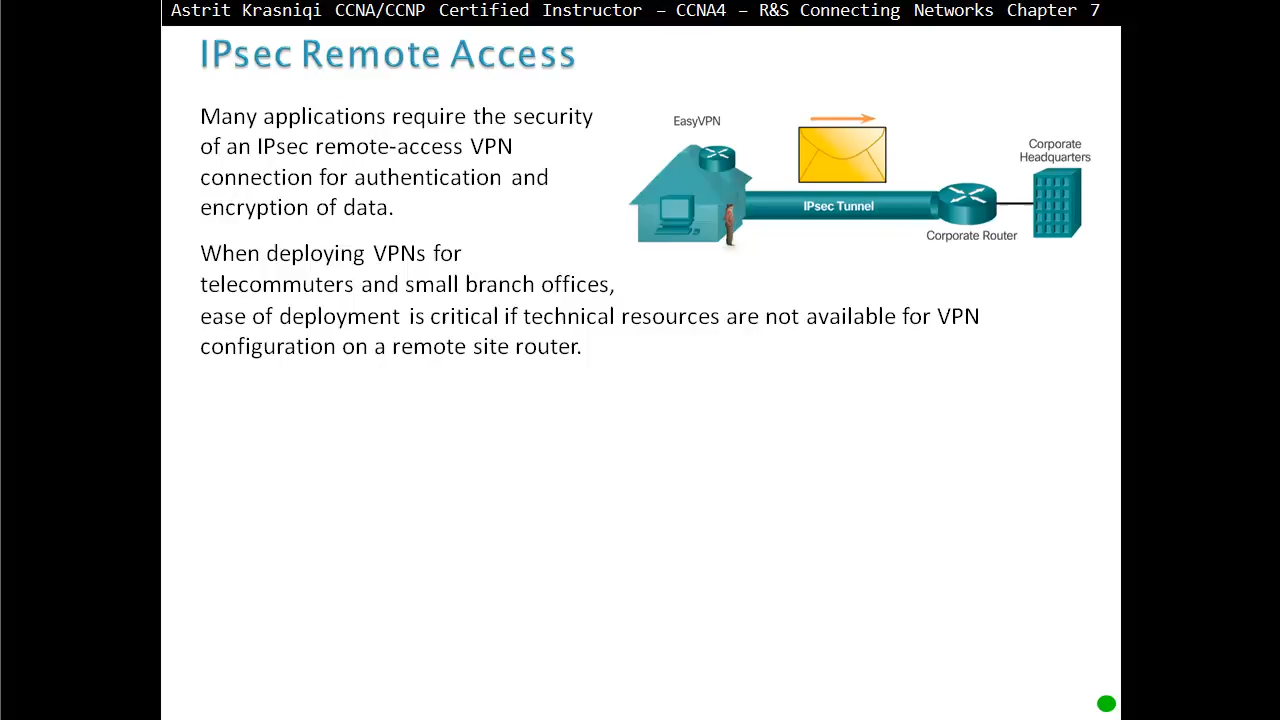 Astrit Krasniqi CCNA/CCNP Certified Instructor – CCNA4 – R&S Connecting Networks Chapter 7
IPsec Remote Access
Many applications require the security
of an IPsec remote-access VPN
connection for authentication and
encryption of data.
When deploying VPNs for
telecommuters and small branch offices,
ease of deployment is critical if technical resources are not available for VPN
configuration on a remote site router.
EasyVPN
IPsec Tunnel
Corporate Router
Corporate
Headquarters